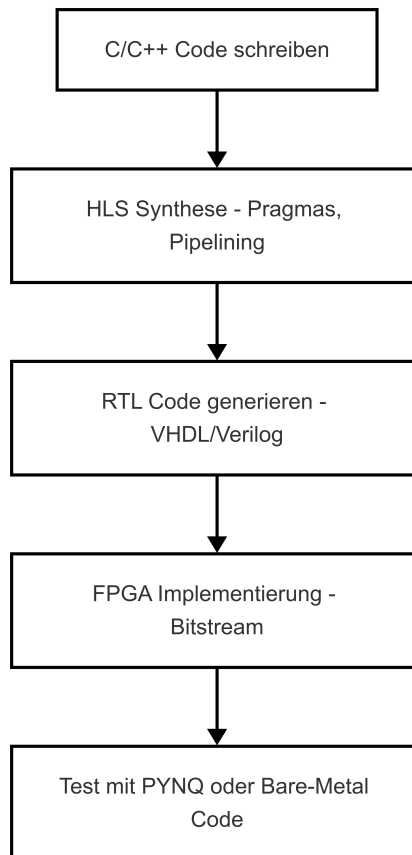 C/C++ Code schreiben
HLS Synthese - Pragmas,
Pipelining
RTL Code generieren -
VHDL/Verilog
FPGA Implementierung -
Bitstream
Test mit PYNQ oder Bare-Metal
Code